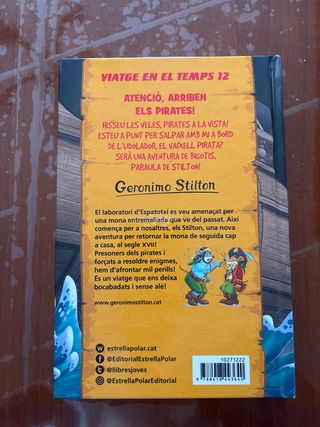 VIATGE EN EL TEMPS 12
ATENCIÓ, ARRIBEN
ELS PIRATES!
HISSEU LES VELES, PIRATES A LA VISTA!
ESTEU A PUNT PER SALPAR AMB MI A BORD
DE L'UDOLADOR, EL VAIXELL PIRATA?
SERÀ UNA AVENTURA DE BIGOTIS,
PARAULA DE STILTON!
Geronimo Stilton
El laboratori d'Espatotxi es veu amenaçat per
una mona entremaliada que ve del passat. Així
comença per a nosaltres, els Stilton, una nova
aventura per retornar la mona de seguida cap
a casa, al segle XVII!
Presoners dels pirates i
forçats a resoldre enigmes,
hem d'afrontar mil perills!
És un viatge que ens deixa
bocabadats i sense alè!
www.geronimostilton.cat
estrellapolar.cat
@EditorialEstrellaPolar
@llibresjoves
@EstrellaPolarEditorial
10271222
9 788418 443640